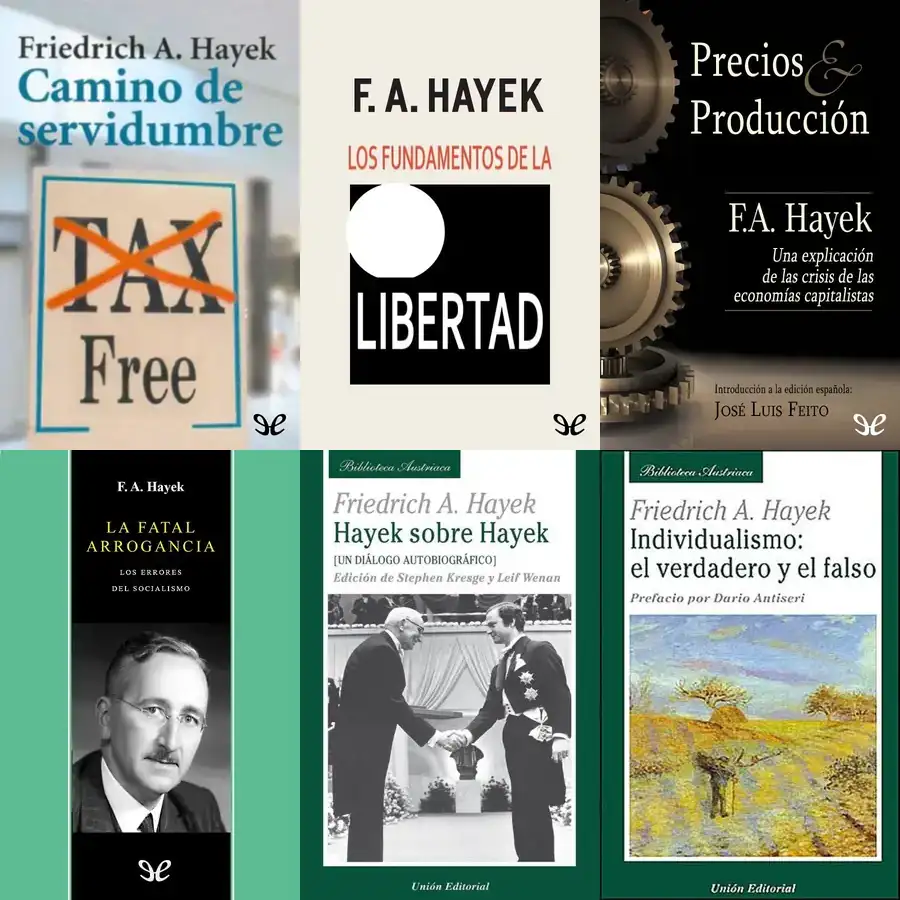 Friedrich A. Hayek
Camino de
servidumbre
TAX
Free
F. A. HAYEK
LOS FUNDAMENTOS DE LA
LIBERTAD
Precios &
Producción
F.A. Hayek
Una explicación
de las crisis de las
economías capitalistas
Introducción a la edición española:
JOSÉ LUIS FEITO
F. A. Hayek
LA FATAL
ARROGANCIA
LOS ERRORES
DEL SOCIALISMO
Biblioteca Austriaca
Friedrich A. Hayek
Hayek sobre Hayek
[UN DIÁLOGO AUTOBIOGRÁFICO]
Edición de Stephen Kresge y Leif Wenan
Unión Editorial
Biblioteca Austriaca
Friedrich A. Hayek
Individualismo:
el verdadero y el falso
Prefacio por Dario Antiseri
Unión Editorial